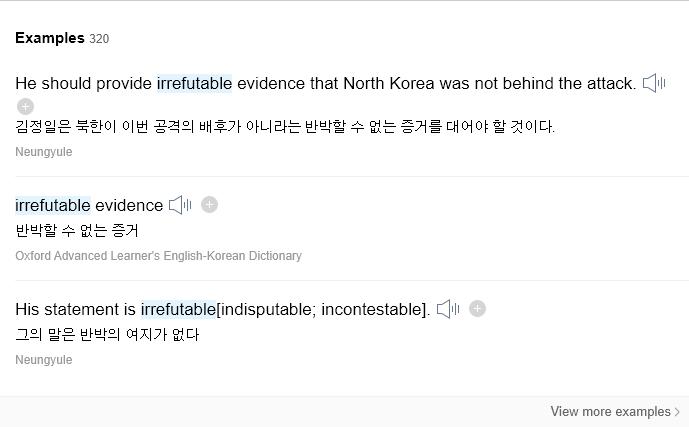 Examples 320
He should provide irrefutable evidence that North Korea was not behind the attack.
김정일은 북한이 이번 공격의 배후가 아니라는 반박할 수 없는 증거를 대어야 할 것이다.
Neungyule
irrefutable evidence
반박할 수 없는 증거
Oxford Advanced Learner's English-Korean Dictionary
His statement is irrefutable[indisputable; incontestable].
그의 말은 반박의 여지가 없다
Neungyule
View more examples